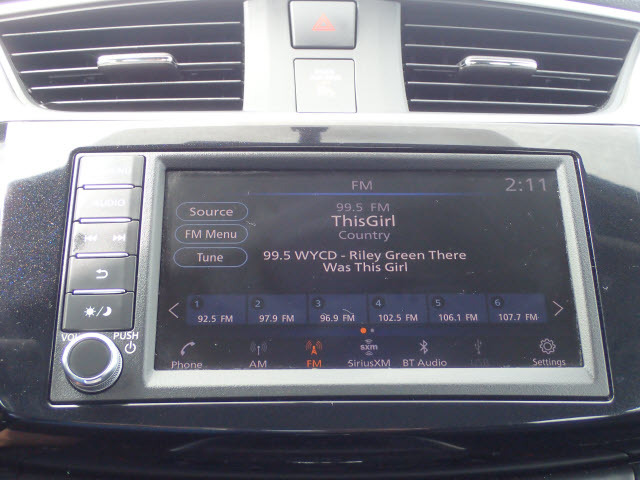 FM
2:11
Source
99.5 FM
ThisGirl
FM Menu
Country
Tune
99.5 WYCD - Riley Green There
Was This Girl
1 2 3 4 5 6
92.5 FM 97.9 FM 96.9 FM 102.5 FM 106.1 FM 107.7 FM
sxm
Phone AM FM SiriusXM BT Audio Settings
AUDIO
VOL PUSH